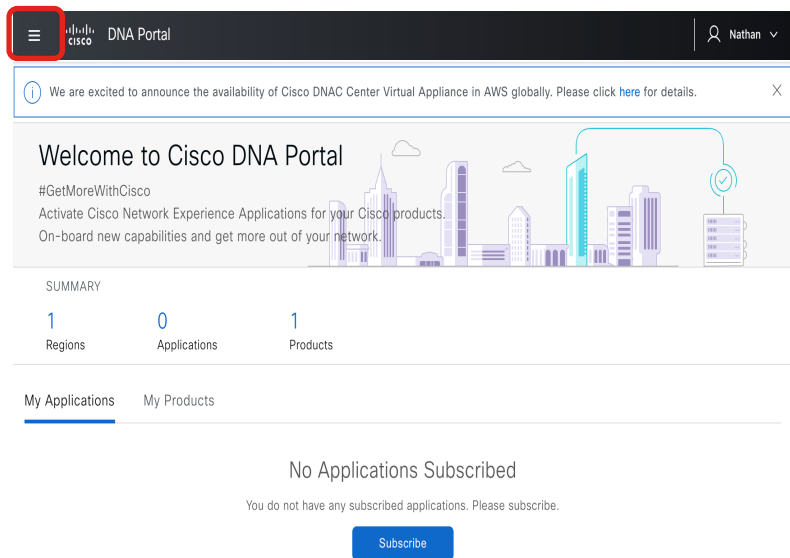 CISCO DNA Portal
Nathan
We are excited to announce the availability of Cisco DNAC Center Virtual Appliance in AWS globally. Please click here for details.
Welcome to Cisco DNA Portal
#GetMoreWithCisco
Activate Cisco Network Experience Applications for your Cisco products.
On-board new capabilities and get more out of your network.
SUMMARY
1 0 1
Regions Applications Products
My Applications My Products
No Applications Subscribed
You do not have any subscribed applications. Please subscribe.
Subscribe